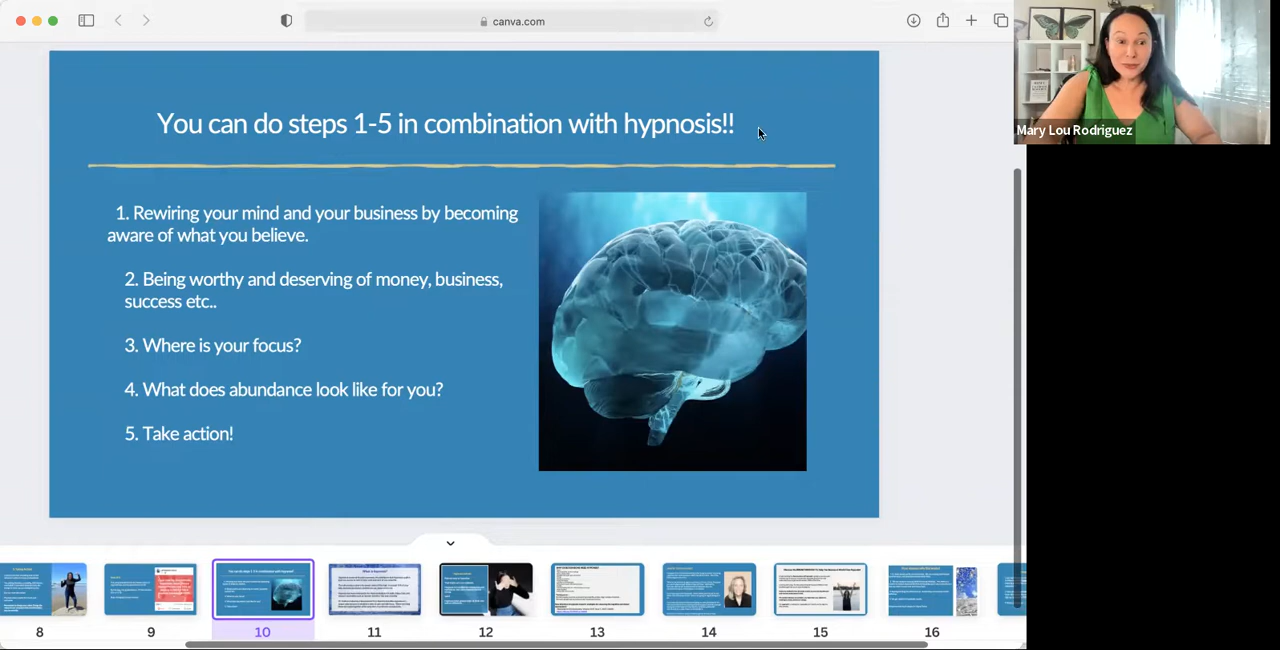 canva.com
Mary Lou Rodriguez
You can do steps 1-5 in combination with hypnosis!!
1. Rewiring your mind and your business by becoming
aware of what you believe.
2. Being worthy and deserving of money, business,
success etc..
3. Where is your focus?
4. What does abundance look like for you?
5. Take action!
8 9 10 11 12 13 14 15 16